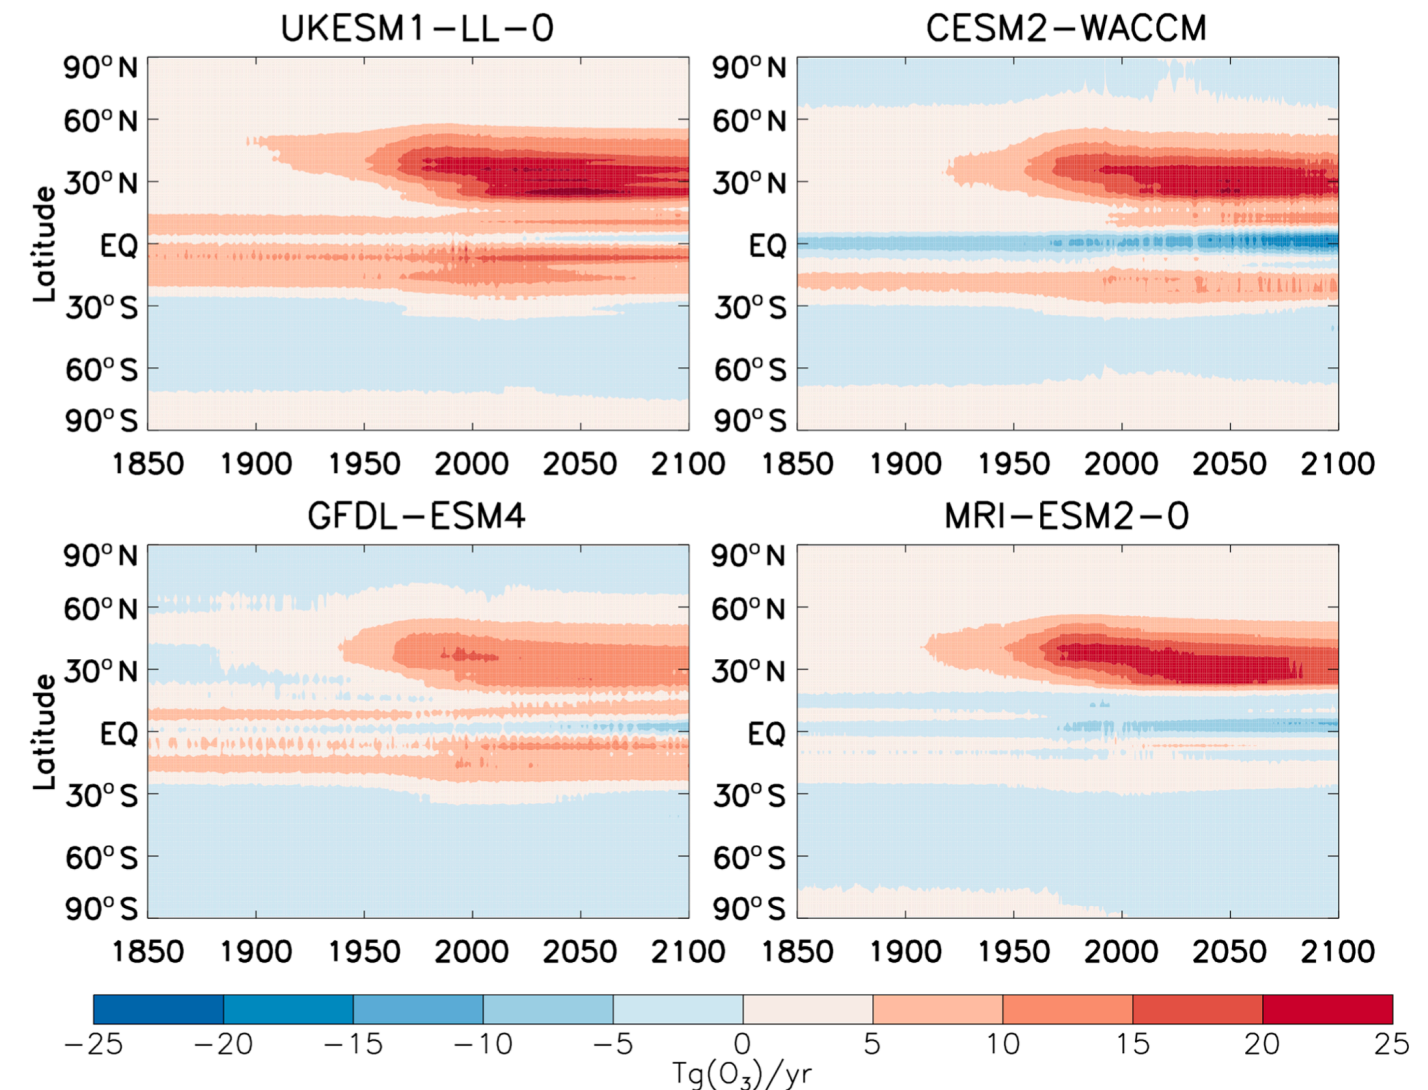 UKESM1-LL-0 CESM2-WACCM
90°N 90°N
60°N 60°N
30°N 30°N
Latitude EQ EQ
30°S 30°S
60°S 60°S
90°S 90°S
1850 1900 1950 2000 2050 2100 1850 1900 1950 2000 2050 2100
GFDL-ESM4 MRI-ESM2-0
90°N 90°N
60°N 60°N
30°N 30°N
Latitude EQ EQ
30°S 30°S
60°S 60°S
90°S 90°S
1850 1900 1950 2000 2050 2100 1850 1900 1950 2000 2050 2100
-25 -20 -15 -10 -5 0 5 10 15 20 25
Tg(O₃)/yr